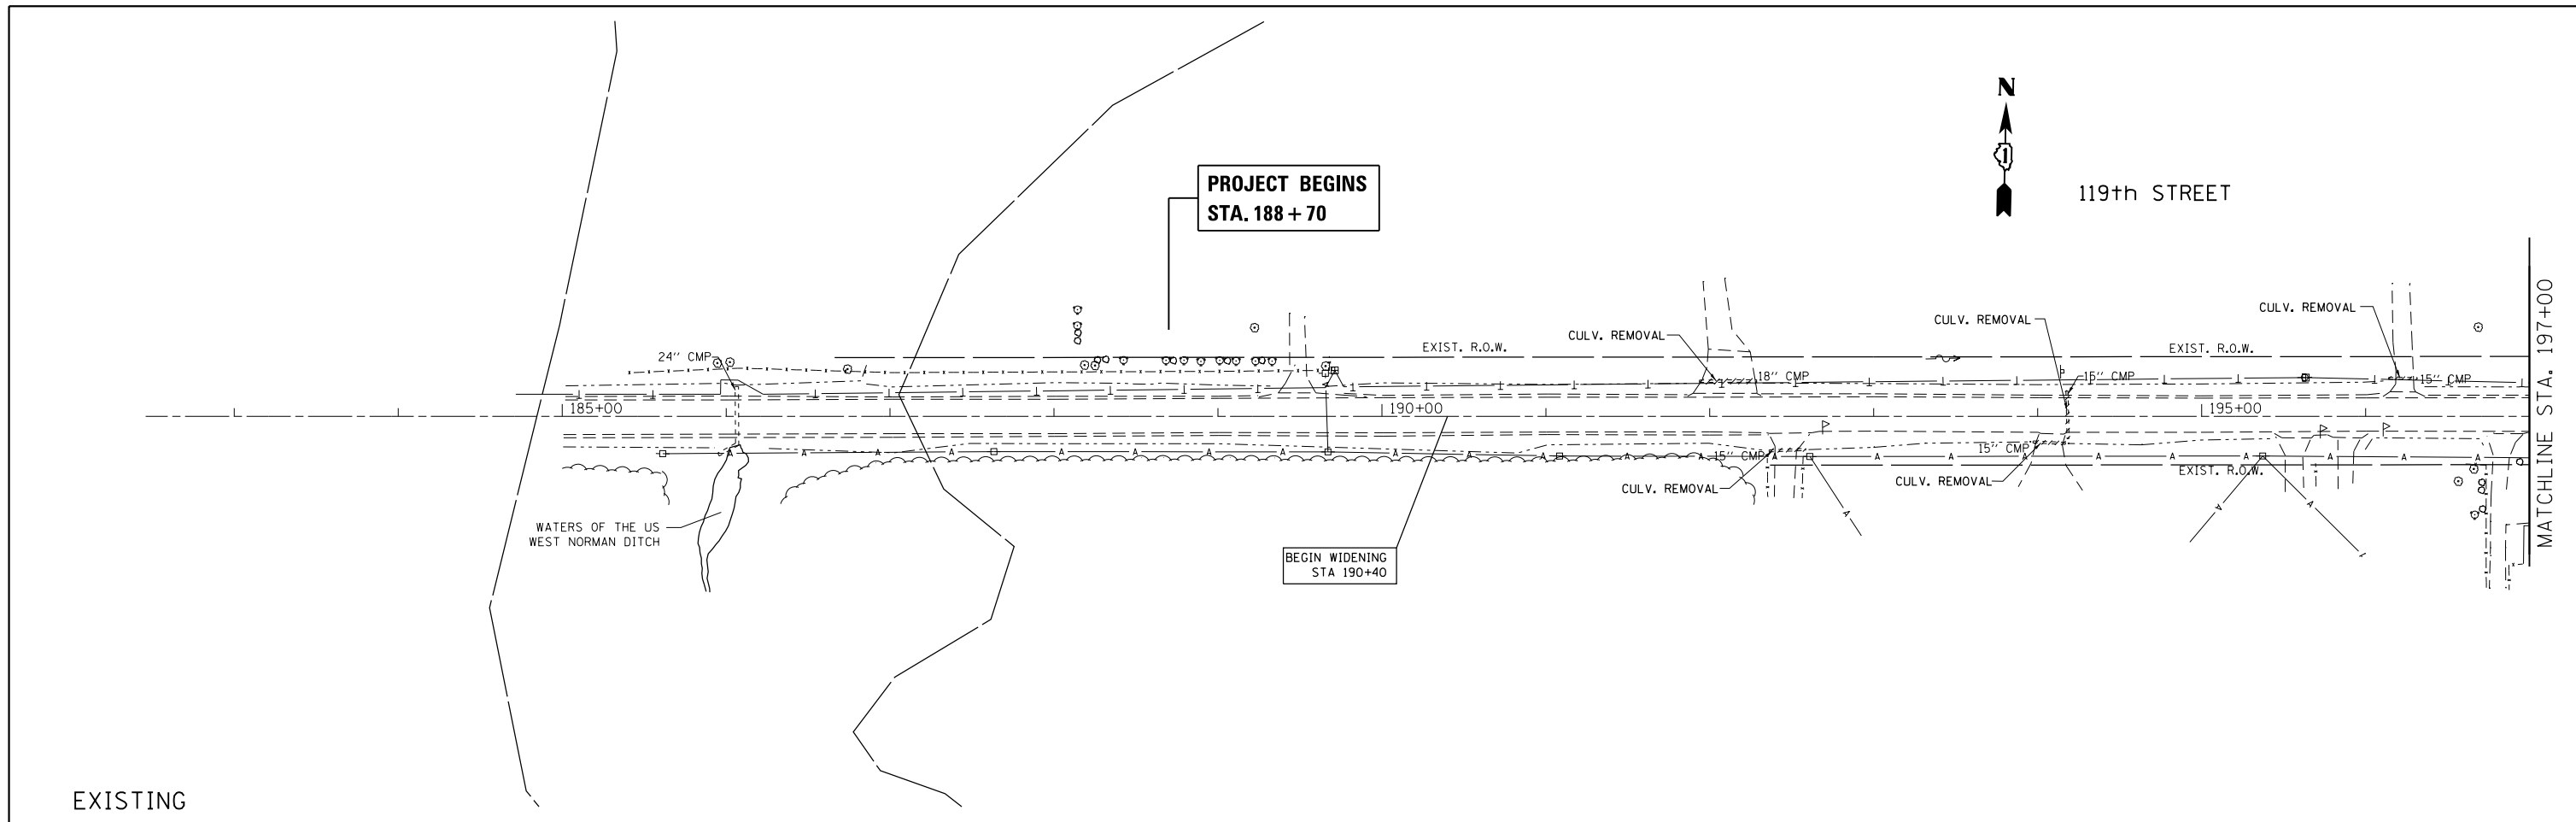 N
1
119th STREET
PROJECT BEGINS
STA. 188+70
MATCHLINE STA. 197+00
CULV. REMOVAL
CULV. REMOVAL
CULV. REMOVAL
EXIST. R.O.W.
EXIST. R.O.W.
24" CMP
18" CMP
15" CMP
15" CMP
185+00
190+00
195+00
15" CMP
15" CMP
EXIST. R.O.W.
CULV. REMOVAL
CULV. REMOVAL
WATERS OF THE US
WEST NORMAN DITCH
BEGIN WIDENING
STA 190+40
EXISTING